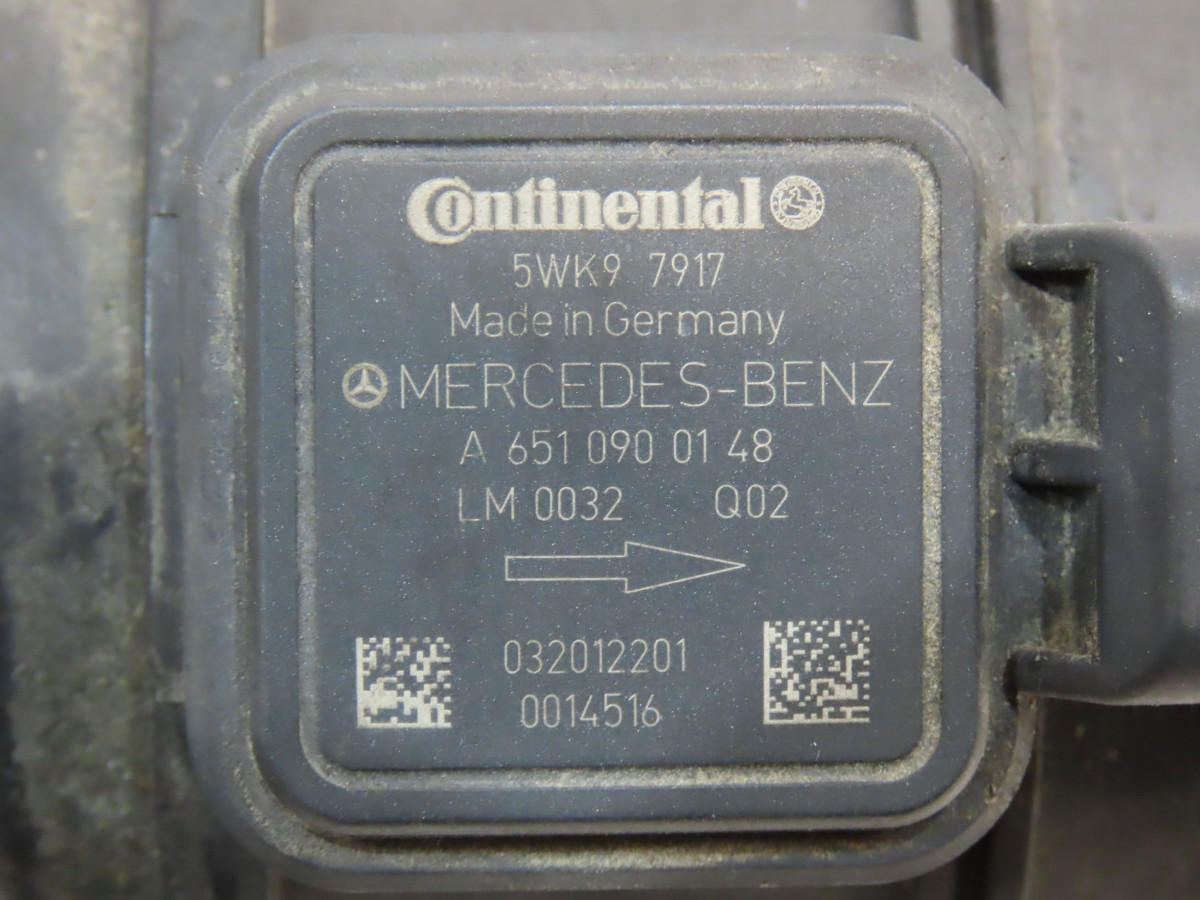 Continental
5WK9 7917
Made in Germany
MERCEDES-BENZ
A 651 090 01 48
LM 0032 Q02
032012201
0014516